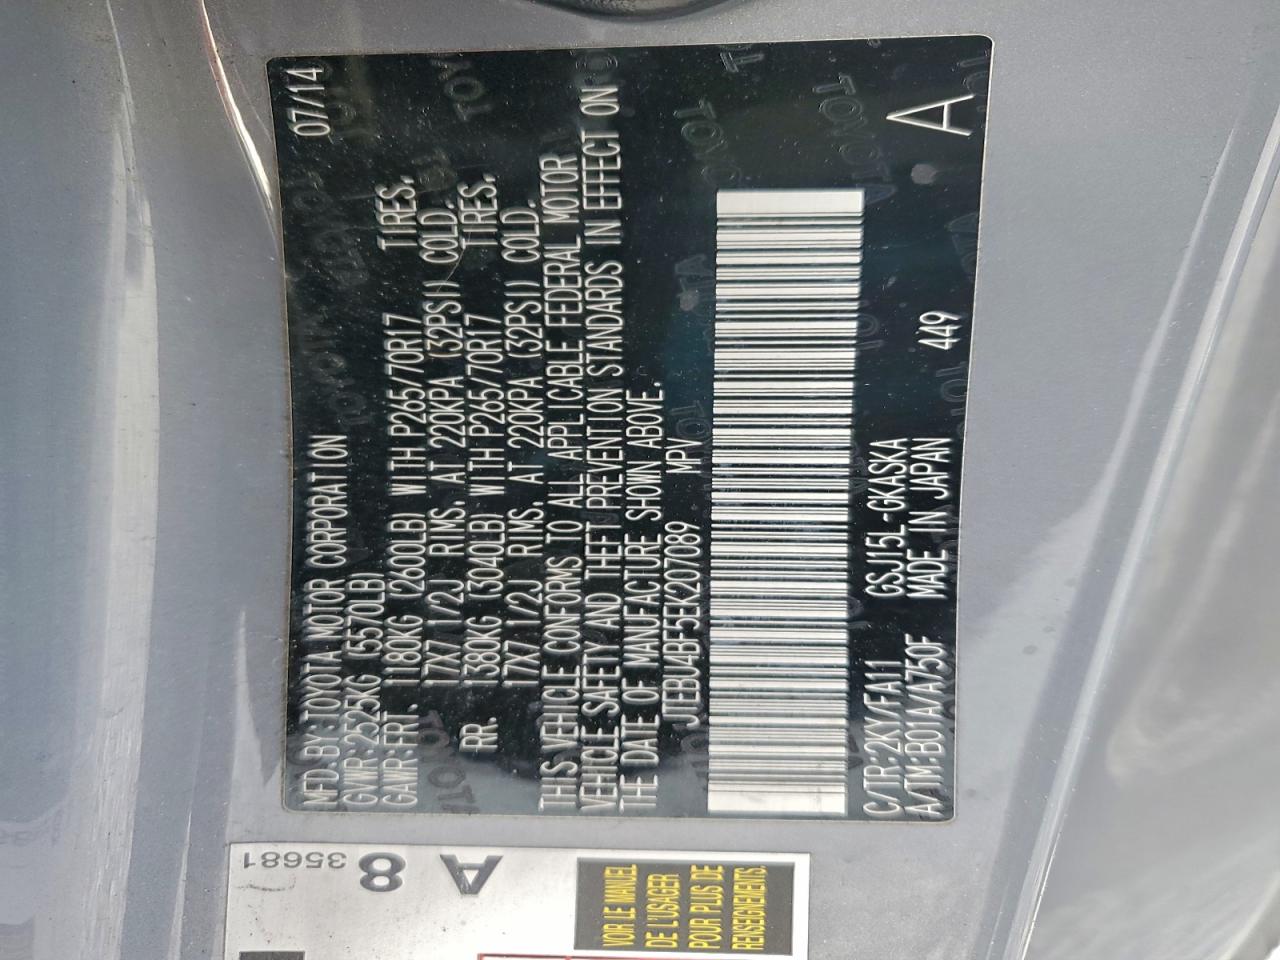 MFD.BY:TOYOTA MOTOR CORPORATION 07/14
GVWR:2525KG (5570LB)
GAWR:FRT. 1180KG (2600LB) WITH P265/70R17 TIRES.
17X7 1/2J RIMS, AT 220KPA (32PSI) COLD.
RR. 1380KG (3040LB) WITH P265/70R17 TIRES.
17X7 1/2J RIMS, AT 220KPA (32PSI) COLD.
THIS VEHICLE CONFORMS TO ALL APPLICABLE FEDERAL MOTOR
VEHICLE SAFETY AND THEFT PREVENTION STANDARDS IN EFFECT ON
THE DATE OF MANUFACTURE SHOWN ABOVE.
JTEBU4BF5EK207089 MPV
C/TR:2KX/FA11 GSJ15L-GKASKA
A/TM:B01A/A750F MADE IN JAPAN 449 A
35681
8
A
VOIR LE MANUEL
DE L'USAGER
POUR PLUS DE
RENSEIGNEMENTS.